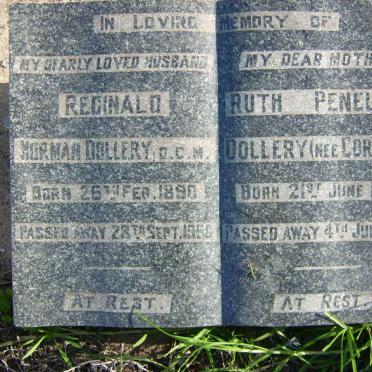 IN LOVING MEMORY OF
MY DEARLY LOVED HUSBAND
REGINALD
NORMAN DOLLERY, D.C.M.
BORN 26TH FEB. 1890
PASSED AWAY 28TH SEPT.
AT REST.
MY DEAR MOTH
RUTH PENEL
DOLLERY (NEE COR
BORN 21ST JUNE
PASSED AWAY 4TH JU
AT REST.